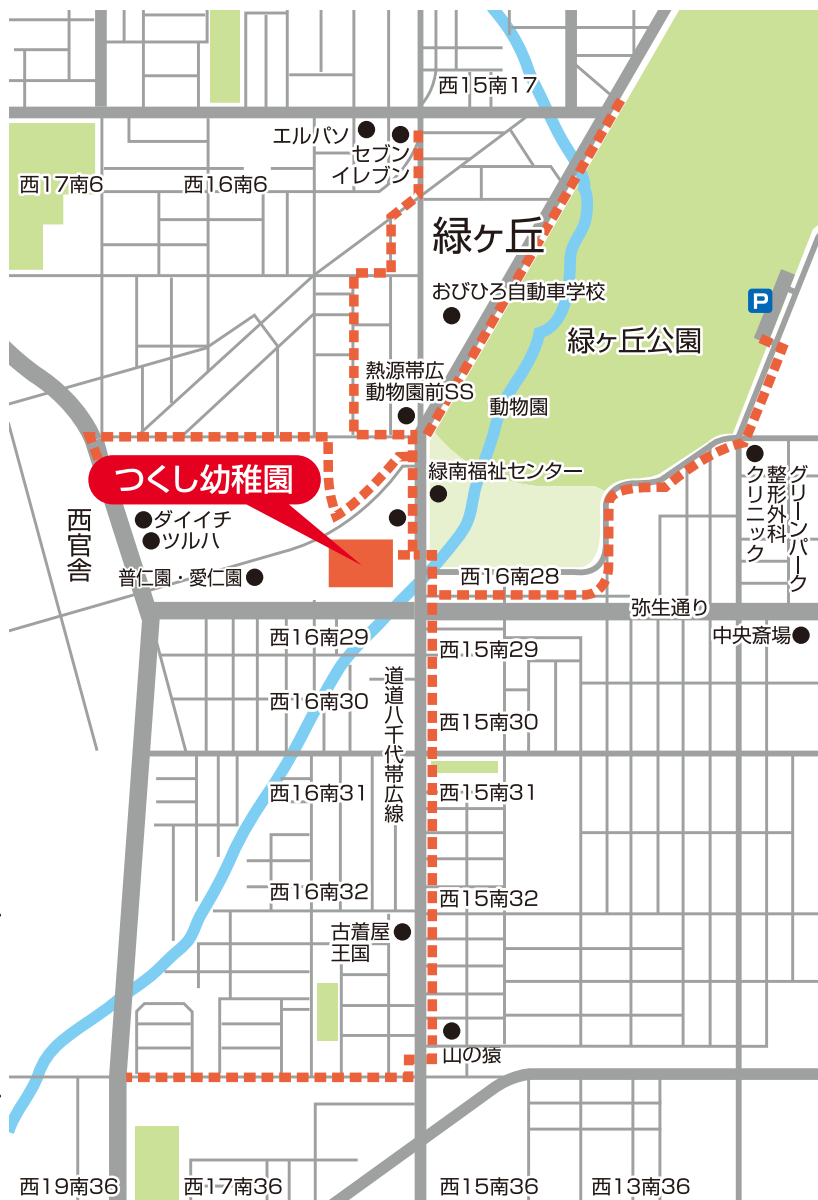 西15南17
エルパソ
セブン
イレブン
西17南6
西16南6
緑ヶ丘
おびひろ自動車学校
P
緑ヶ丘公園
熱源帯広
動物園前SS
動物園
つくし幼稚園
緑南福祉センター
グリーンパーク
整形外科
クリニック
西官舎
ダイイチ
ツルハ
普仁園・愛仁園
西16南28
弥生通り
中央斎場
西16南29
西15南29
道道八千代帯広線
西16南30
西15南30
西16南31
西15南31
西16南32
西15南32
古着屋
王国
山の猿
西19南36
西17南36
西15南36
西13南36